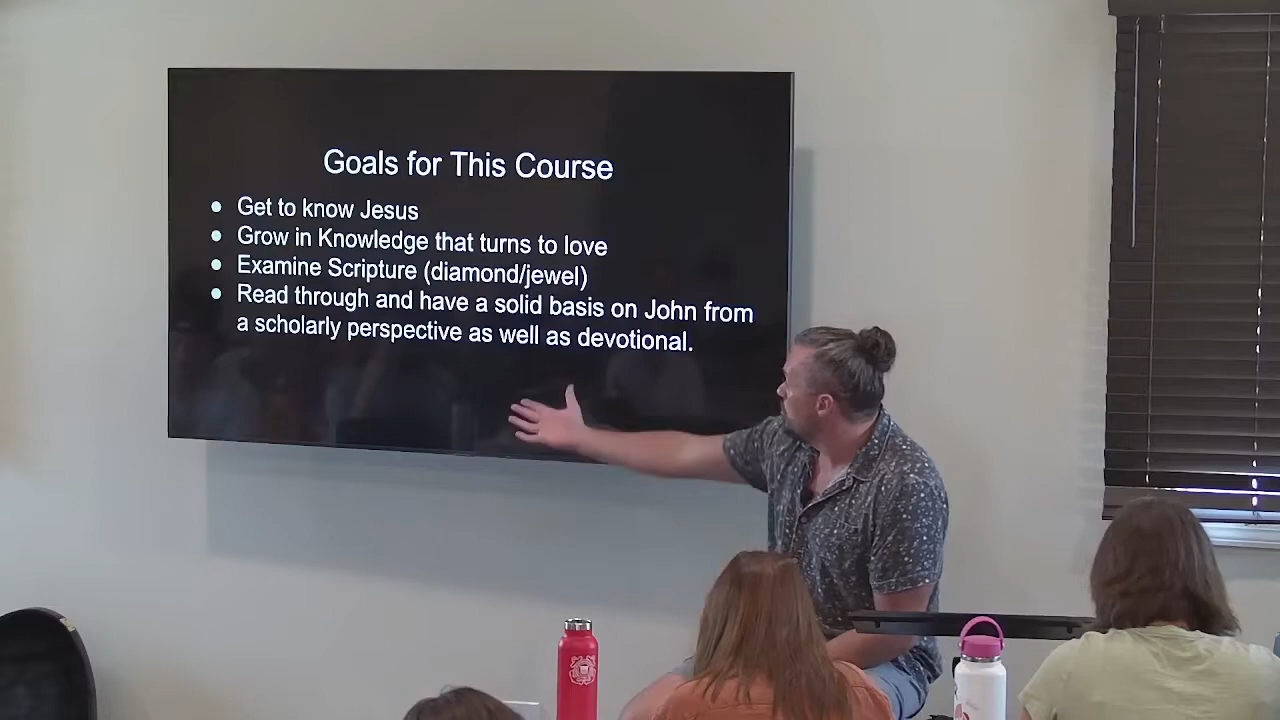 Goals for This Course
● Get to know Jesus
● Grow in Knowledge that turns to love
● Examine Scripture (diamond/jewel)
● Read through and have a solid basis on John from
a scholarly perspective as well as devotional.